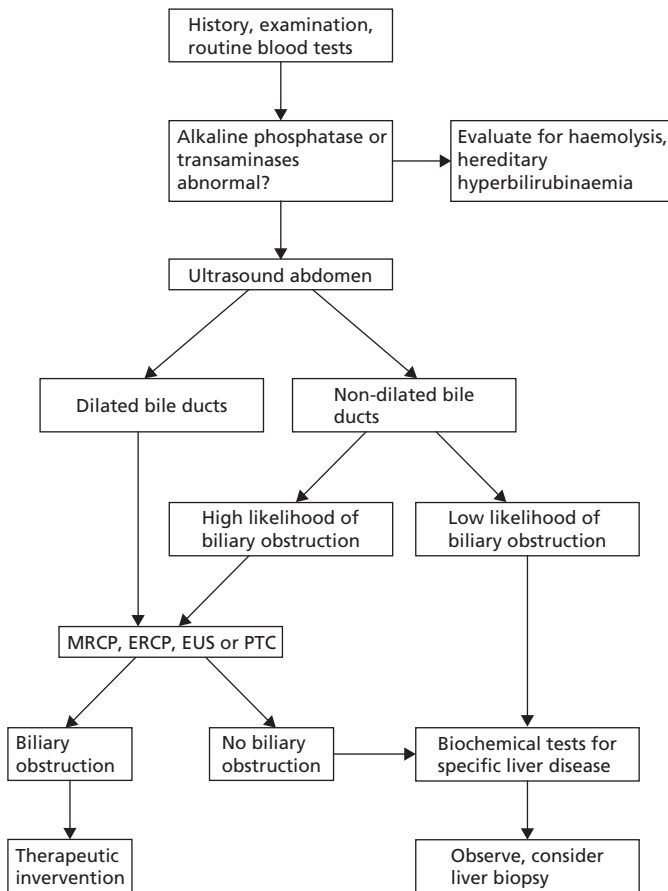 History, examination,
routine blood tests
Alkaline phosphatase or
transaminases
abnormal?
Evaluate for haemolysis,
hereditary
hyperbilirubinaemia
Ultrasound abdomen
Dilated bile ducts
Non-dilated bile
ducts
High likelihood of
biliary obstruction
Low likelihood of
biliary obstruction
MRCP, ERCP, EUS or PTC
Biliary
obstruction
No biliary
obstruction
Biochemical tests for
specific liver disease
Therapeutic
invervention
Observe, consider
liver biopsy